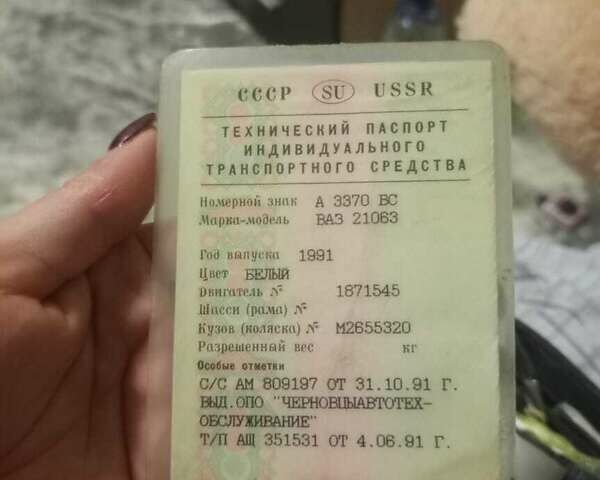 СССР SU USSR
ТЕХНИЧЕСКИЙ ПАСПОРТ
ИНДИВИДУАЛЬНОГО
ТРАНСПОРТНОГО СРЕДСТВА
Номерной знак А 3370 ВС
Марка-модель ВАЗ 21063
Год выпуска 1991
Цвет БЕЛЫЙ
Двигатель № 1871545
Шасси (рама) №
Кузов (коляска) № М2655320
Разрешенный вес кг
Особые отметки
С/С АМ 809197 ОТ 31.10.91 Г.
ВЫД.ОПО "ЧЕРНОВЦЫАВТОТЕХ-
ОБСЛУЖИВАНИЕ"
Т/П АЩ 351531 ОТ 4.06.91 Г.